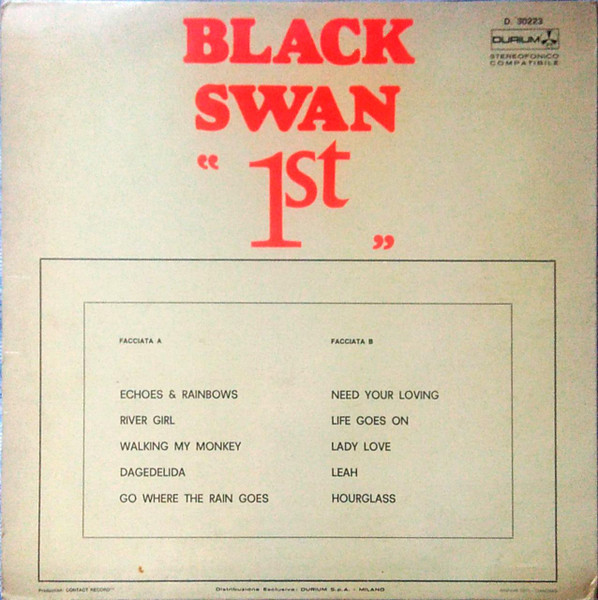 D. 30223
DURIUM
STEREOFONICO
COMPATIBILE
BLACK
SWAN
“ 1st ”
FACCIATA A
ECHOES & RAINBOWS
RIVER GIRL
WALKING MY MONKEY
DAGEDELIDA
GO WHERE THE RAIN GOES
FACCIATA B
NEED YOUR LOVING
LIFE GOES ON
LADY LOVE
LEAH
HOURGLASS
Production: CONTACT RECORD
Distribuzione Esclusiva: DURIUM S.p.A. - MILANO